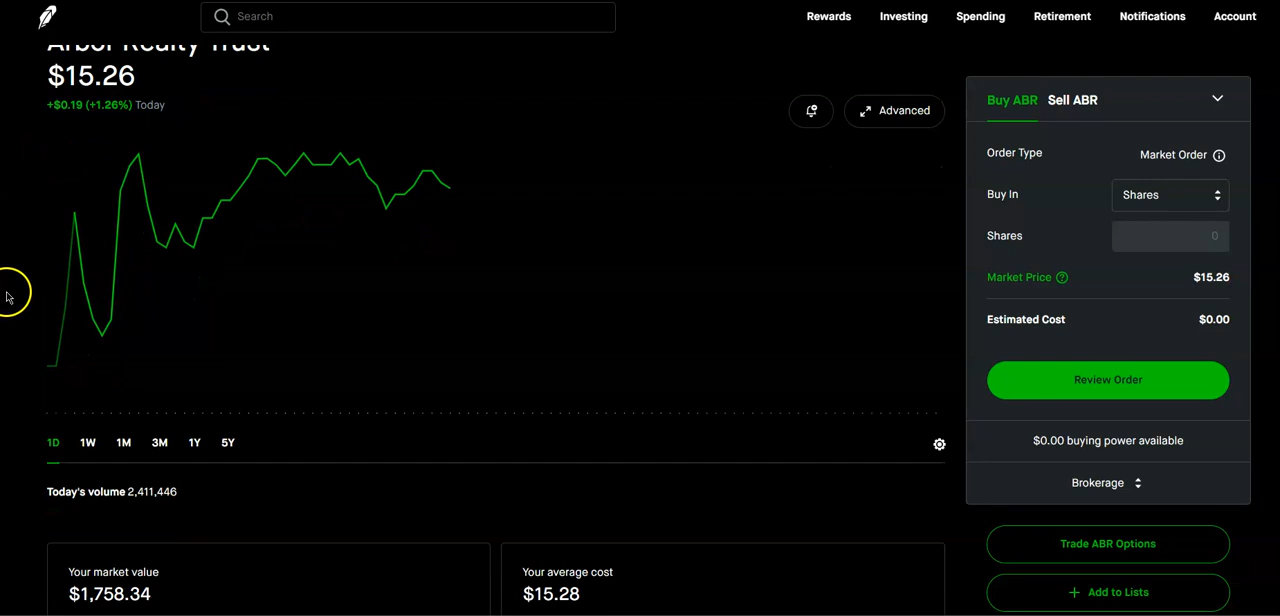 Search
Rewards
Investing
Spending
Retirement
Notifications
Account
Arbor Realty Trust
$15.26
+$0.19 (+1.26%) Today
Advanced
1D 1W 1M 3M 1Y 5Y
Today's volume 2,411,446
Your market value
$1,758.34
Your average cost
$15.28
Buy ABR Sell ABR
Order Type Market Order
Buy In Shares
Shares 0
Market Price $15.26
Estimated Cost $0.00
Review Order
$0.00 buying power available
Brokerage
Trade ABR Options
+ Add to Lists